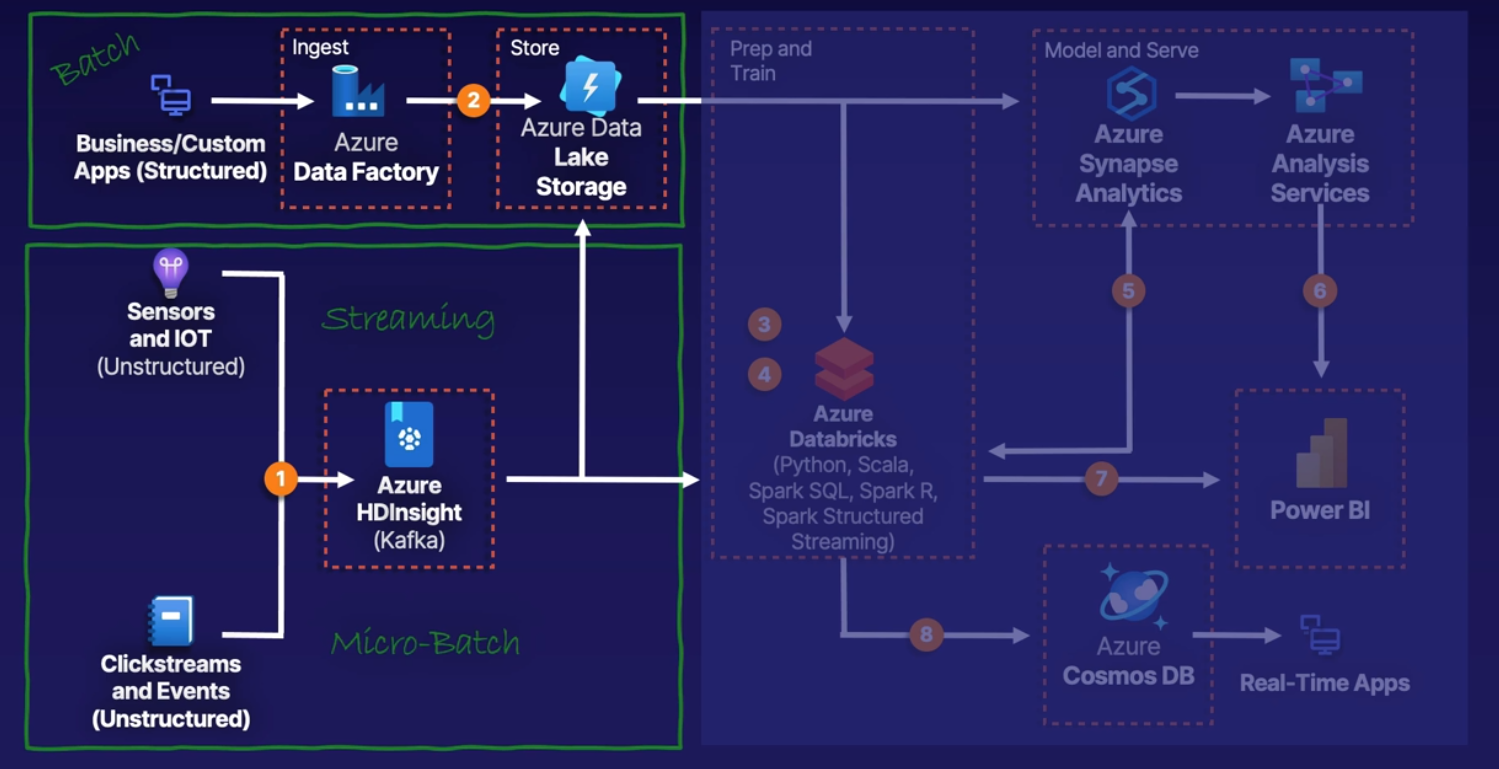 Batch
Business/Custom
Apps (Structured)
Ingest
Azure
Data Factory
2
Store
Azure Data
Lake
Storage
Prep and
Train
Model and Serve
Azure
Synapse
Analytics
Azure
Analysis
Services
Sensors
and IOT
(Unstructured)
Streaming
1
Azure
HDInsight
(Kafka)
Micro-Batch
Clickstreams
and Events
(Unstructured)
3
4
Azure
Databricks
(Python, Scala,
Spark SQL, Spark R,
Spark Structured
Streaming)
5
6
7
Power BI
8
Azure
Cosmos DB
Real-Time Apps